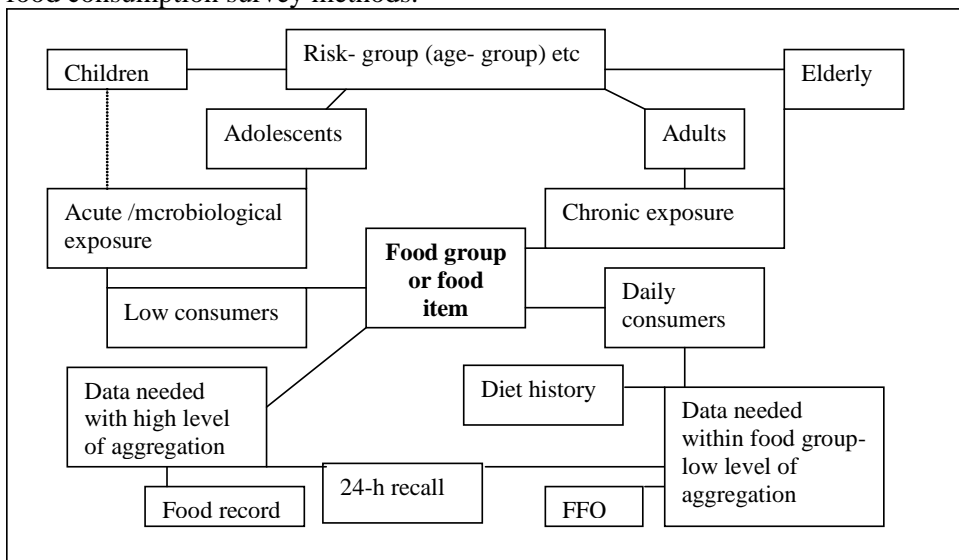 food consumption survey methods.
Risk- group (age- group) etc
Children
Elderly
Adolescents
Adults
Acute /mcrobiological
exposure
Chronic exposure
Food group
or food
item
Low consumers
Daily
consumers
Data needed
with high level
of aggregation
Diet history
Data needed
within food group-
low level of
aggregation
24-h recall
Food record
FFO